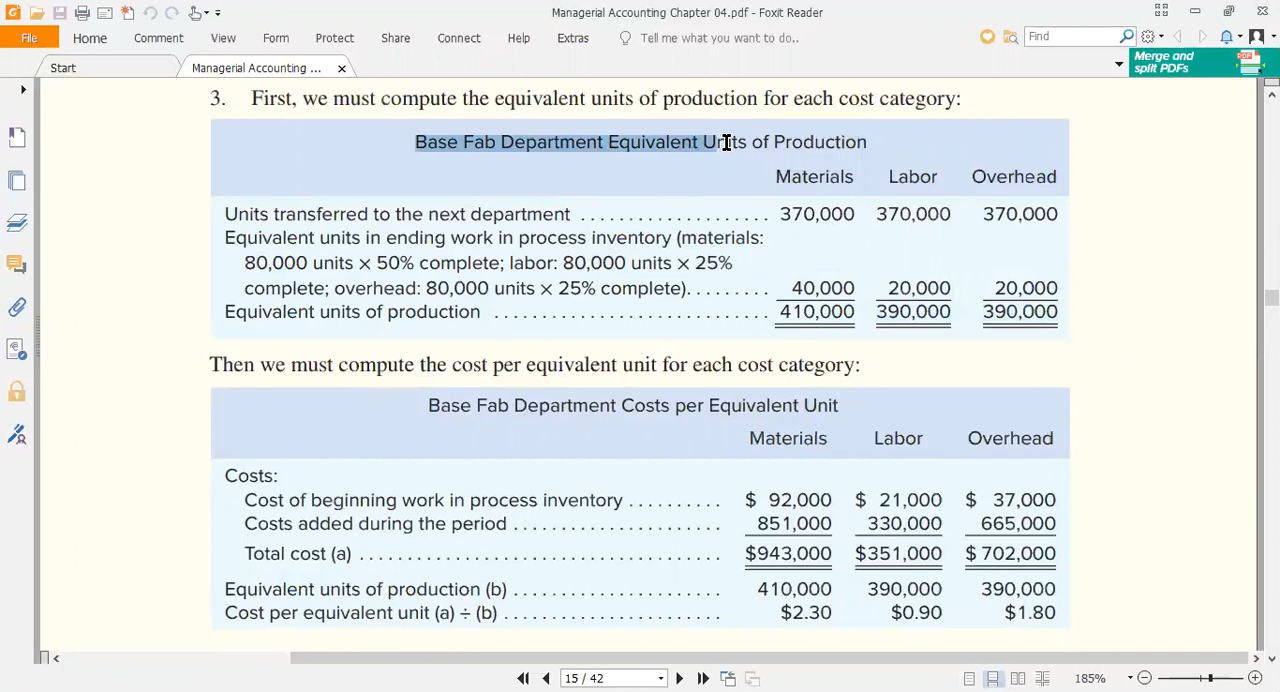 Managerial Accounting Chapter 04.pdf - Foxit Reader
File Home Comment View Form Protect Share Connect Help Extras Tell me what you want to do.. Find
Start Managerial Accounting ... Merge and split PDFs
3. First, we must compute the equivalent units of production for each cost category:
Base Fab Department Equivalent Units of Production
Materials Labor Overhead
Units transferred to the next department . . . . . . . . . . . . . . . . . . . . 370,000 370,000 370,000
Equivalent units in ending work in process inventory (materials:
80,000 units × 50% complete; labor: 80,000 units × 25%
complete; overhead: 80,000 units × 25% complete). . . . . . . . . 40,000 20,000 20,000
Equivalent units of production . . . . . . . . . . . . . . . . . . . . . . . . . . . . . 410,000 390,000 390,000
Then we must compute the cost per equivalent unit for each cost category:
Base Fab Department Costs per Equivalent Unit
Materials Labor Overhead
Costs:
Cost of beginning work in process inventory . . . . . . . . . . $ 92,000 $ 21,000 $ 37,000
Costs added during the period . . . . . . . . . . . . . . . . . . . . . . 851,000 330,000 665,000
Total cost (a) . . . . . . . . . . . . . . . . . . . . . . . . . . . . . . . . . . . . . . $943,000 $351,000 $702,000
Equivalent units of production (b) . . . . . . . . . . . . . . . . . . . . . . 410,000 390,000 390,000
Cost per equivalent unit (a) ÷ (b) . . . . . . . . . . . . . . . . . . . . . . . $2.30 $0.90 $1.80
15 / 42 185%